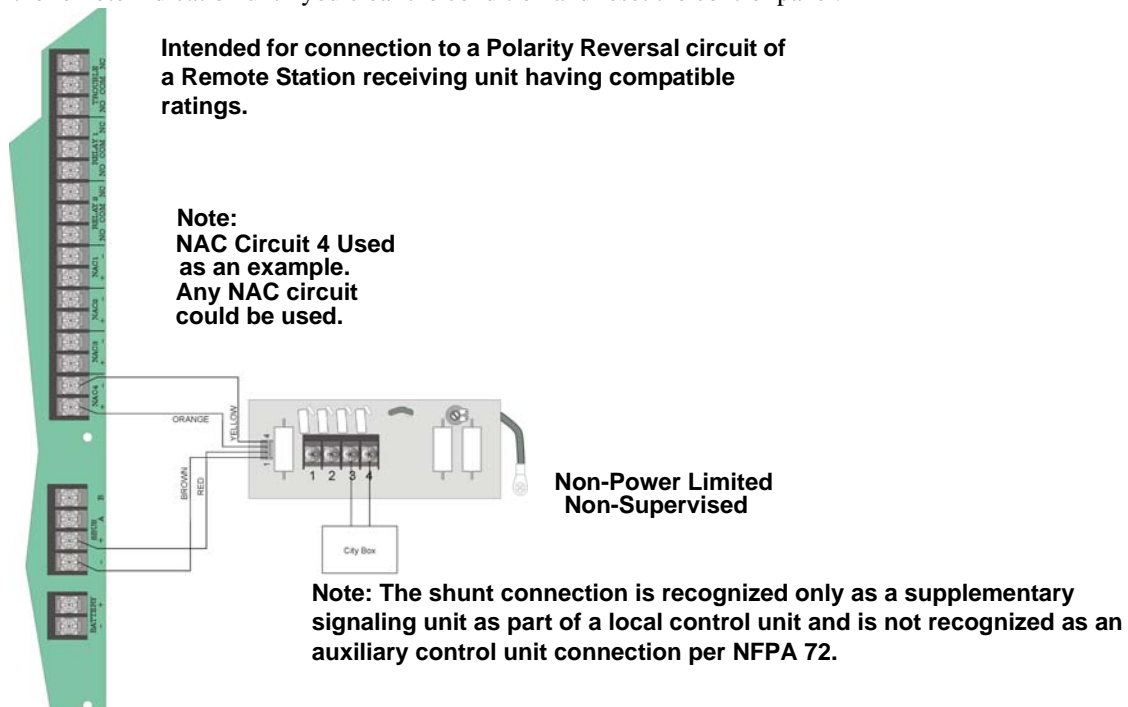 Intended for connection to a Polarity Reversal circuit of
a Remote Station receiving unit having compatible
ratings.
NO COM NC
TROUBLE
NO COM NC
RELAY 1
NO COM NC
RELAY 2
+ -
NAC1
+ -
NAC2
+ -
NAC3
+ -
NAC4
Note:
NAC Circuit 4 Used
as an example.
Any NAC circuit
could be used.
ORANGE
YELLOW
BROWN
RED
1 4
1 2 3 4
City Box
Non-Power Limited
Non-Supervised
- + A B
SBUS
- +
BATTERY
Note: The shunt connection is recognized only as a supplementary
signaling unit as part of a local control unit and is not recognized as an
auxiliary control unit connection per NFPA 72.